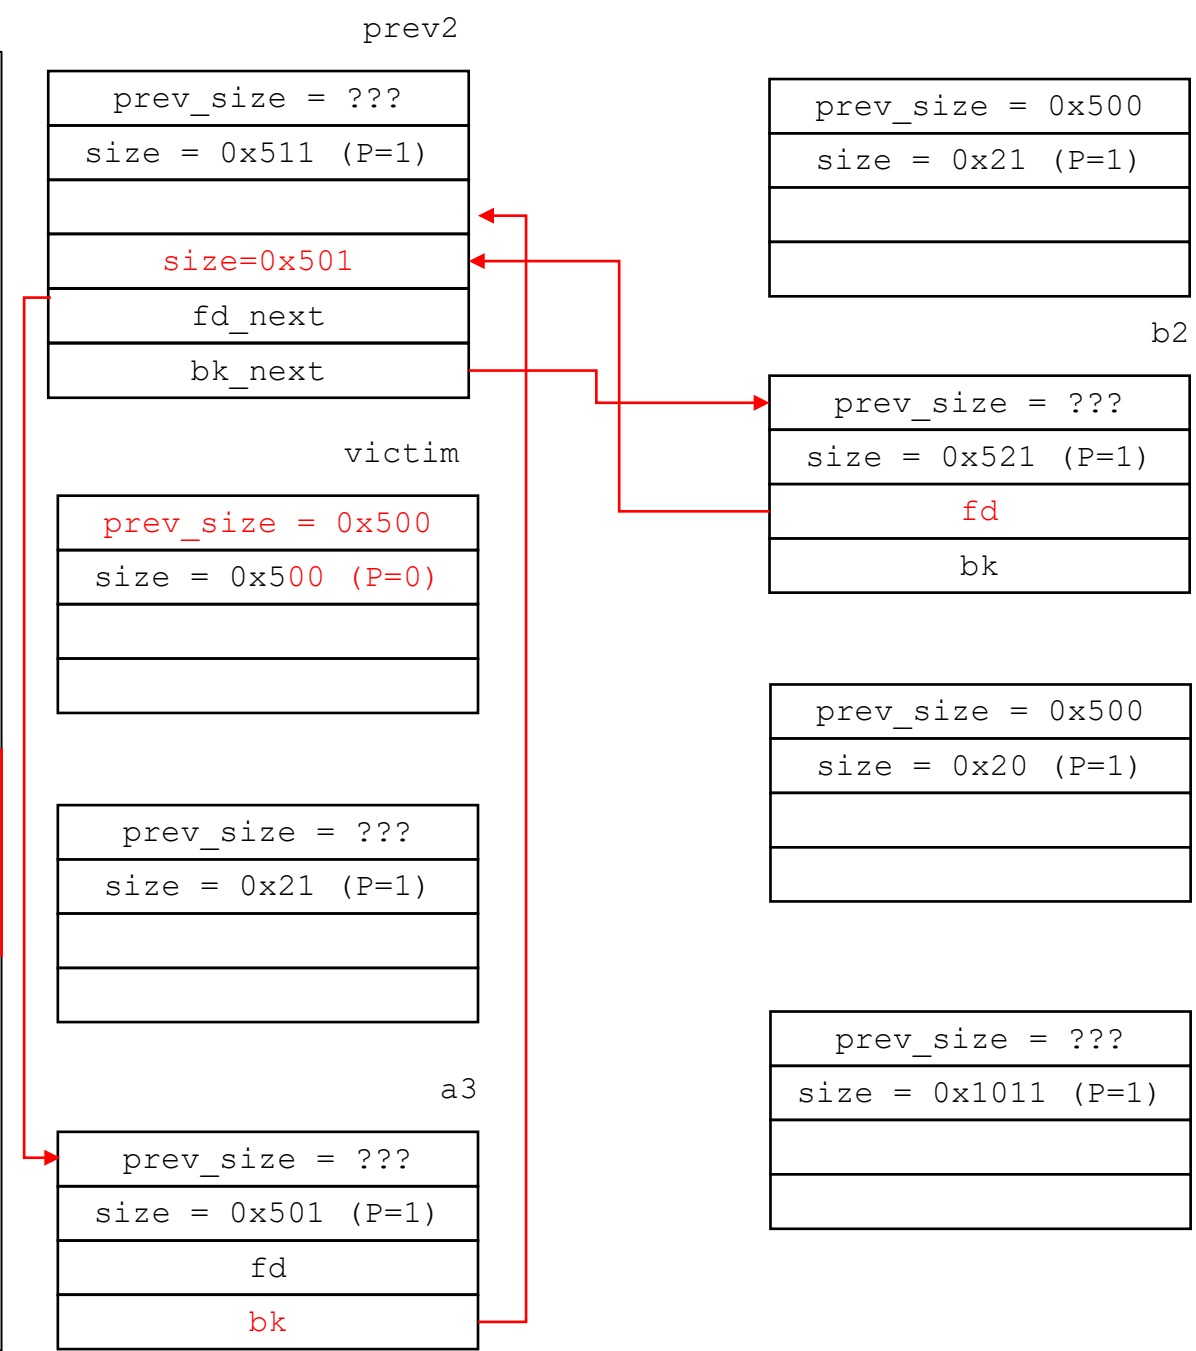 prev2
prev_size = ???
size = 0x511 (P=1)
size=0x501
fd_next
bk_next
victim
prev_size = 0x500
size = 0x500 (P=0)
prev_size = ???
size = 0x21 (P=1)
a3
prev_size = ???
size = 0x501 (P=1)
fd
bk
prev_size = 0x500
size = 0x21 (P=1)
b2
prev_size = ???
size = 0x521 (P=1)
fd
bk
prev_size = 0x500
size = 0x20 (P=1)
prev_size = ???
size = 0x1011 (P=1)